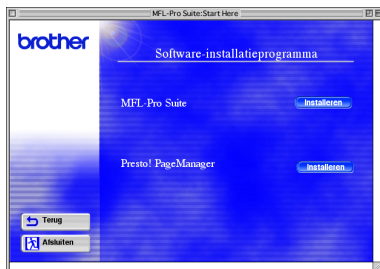 MFL-Pro Suite:Start Here
brother
Software-installatieprogramma
MFL-Pro Suite
Installeren
Presto! PageManager
Installeren
Terug
Afsluiten